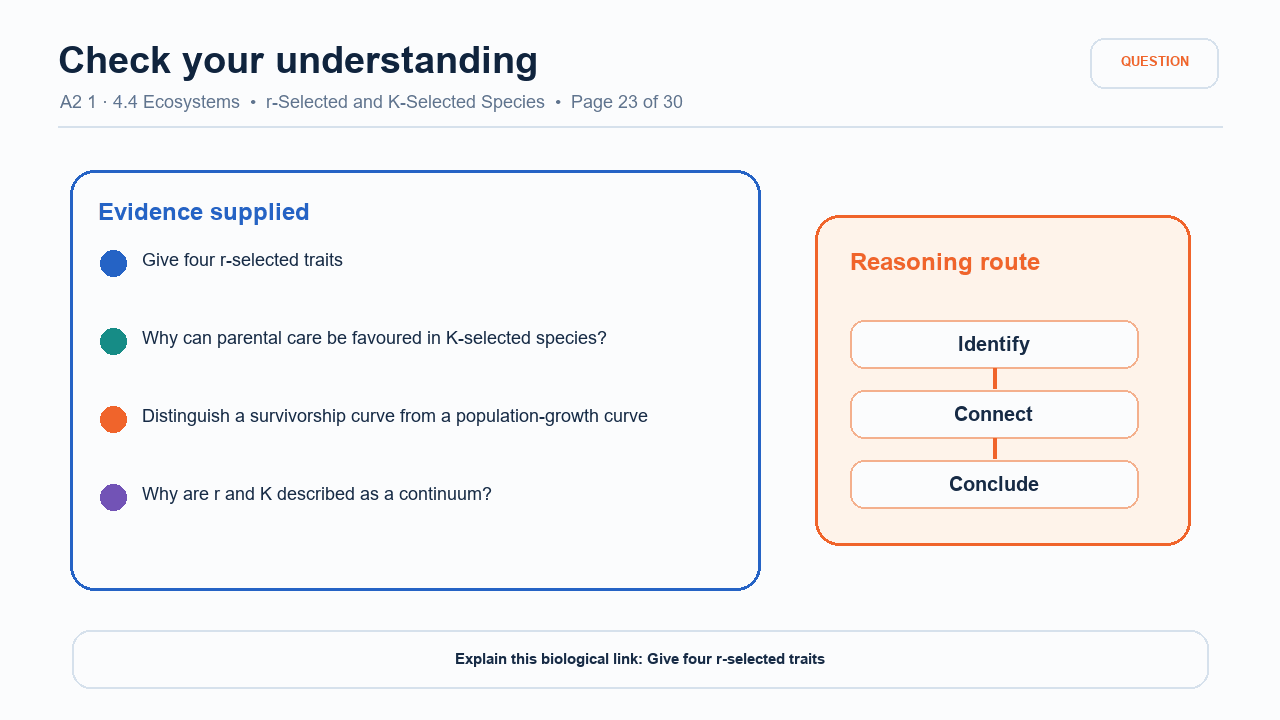 Check your understanding
QUESTION
A2 1 · 4.4 Ecosystems • r-Selected and K-Selected Species • Page 23 of 30
Evidence supplied
Give four r-selected traits
Why can parental care be favoured in K-selected species?
Distinguish a survivorship curve from a population-growth curve
Why are r and K described as a continuum?
Reasoning route
Identify
Connect
Conclude
Explain this biological link: Give four r-selected traits